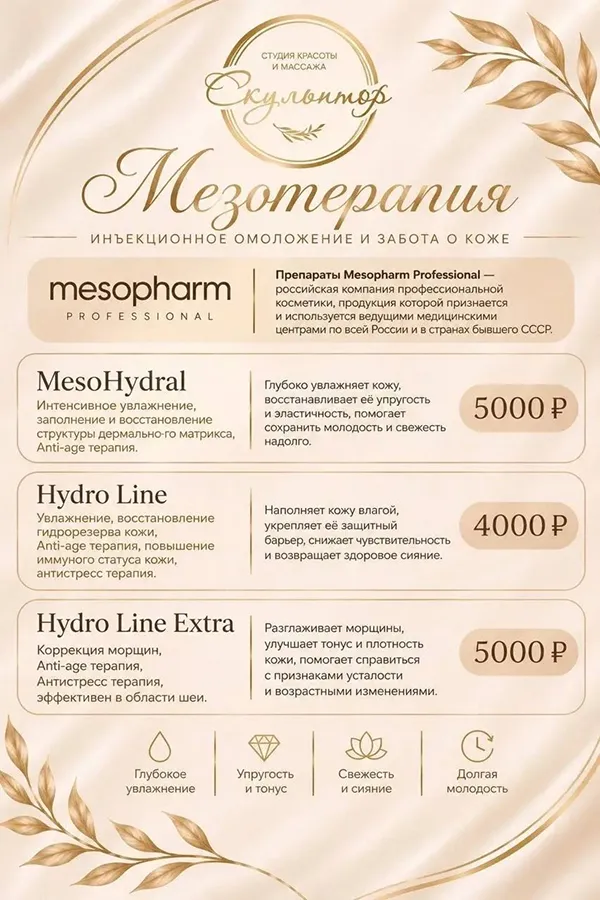 СТУДИЯ КРАСОТЫ
И МАССАЖА
Скульптор
Мезотерапия
ИНЪЕКЦИОННОЕ ОМОЛОЖЕНИЕ И ЗАБОТА О КОЖЕ
mesopharm
PROFESSIONAL
Препараты Mesopharm Professional —
российская компания профессиональной
косметики, продукция которой признается
и используется ведущими медицинскими
центрами по всей России и в странах бывшего СССР.
MesoHydral
Интенсивное увлажнение,
заполнение и восстановление
структуры дермально-го матрикса,
Anti-age терапия.
Глубоко увлажняет кожу,
восстанавливает её упругость
и эластичность, помогает
сохранить молодость и свежесть
надолго.
5000 ₽
Hydro Line
Увлажнение, восстановление
гидрорезерва кожи,
Anti-age терапия, повышение
иммуного статуса кожи,
антистресс терапия.
Наполняет кожу влагой,
укрепляет её защитный
барьер, снижает чувствительность
и возвращает здоровое сияние.
4000 ₽
Hydro Line Extra
Коррекция морщин,
Anti-age терапия,
Антистресс терапия,
эффективен в области шеи.
Разглаживает морщины,
улучшает тонус и плотность
кожи, помогает справиться
с признаками усталости
и возрастными изменениями.
5000 ₽
Глубокое
увлажнение
Упругость
и тонус
Свежесть
и сияние
Долгая
молодость